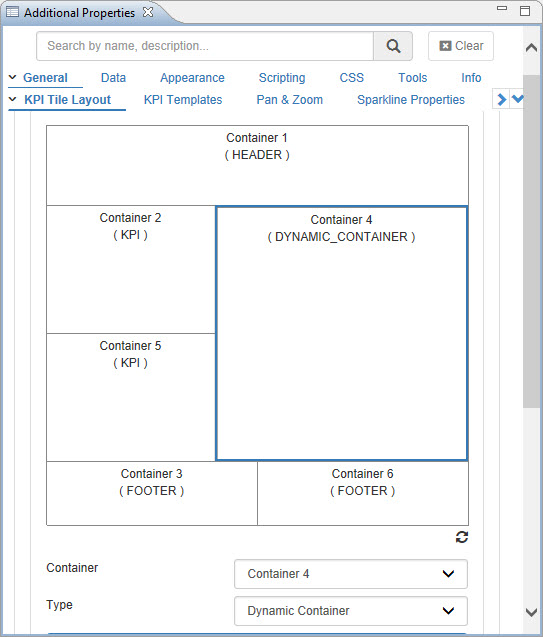 Additional Properties
Search by name, description...
Clear
General Data Appearance Scripting CSS Tools Info
KPI Tile Layout KPI Templates Pan & Zoom Sparkline Properties
Container 1
( HEADER )
Container 2
( KPI )
Container 4
( DYNAMIC_CONTAINER )
Container 5
( KPI )
Container 3
( FOOTER )
Container 6
( FOOTER )
Container Container 4
Type Dynamic Container